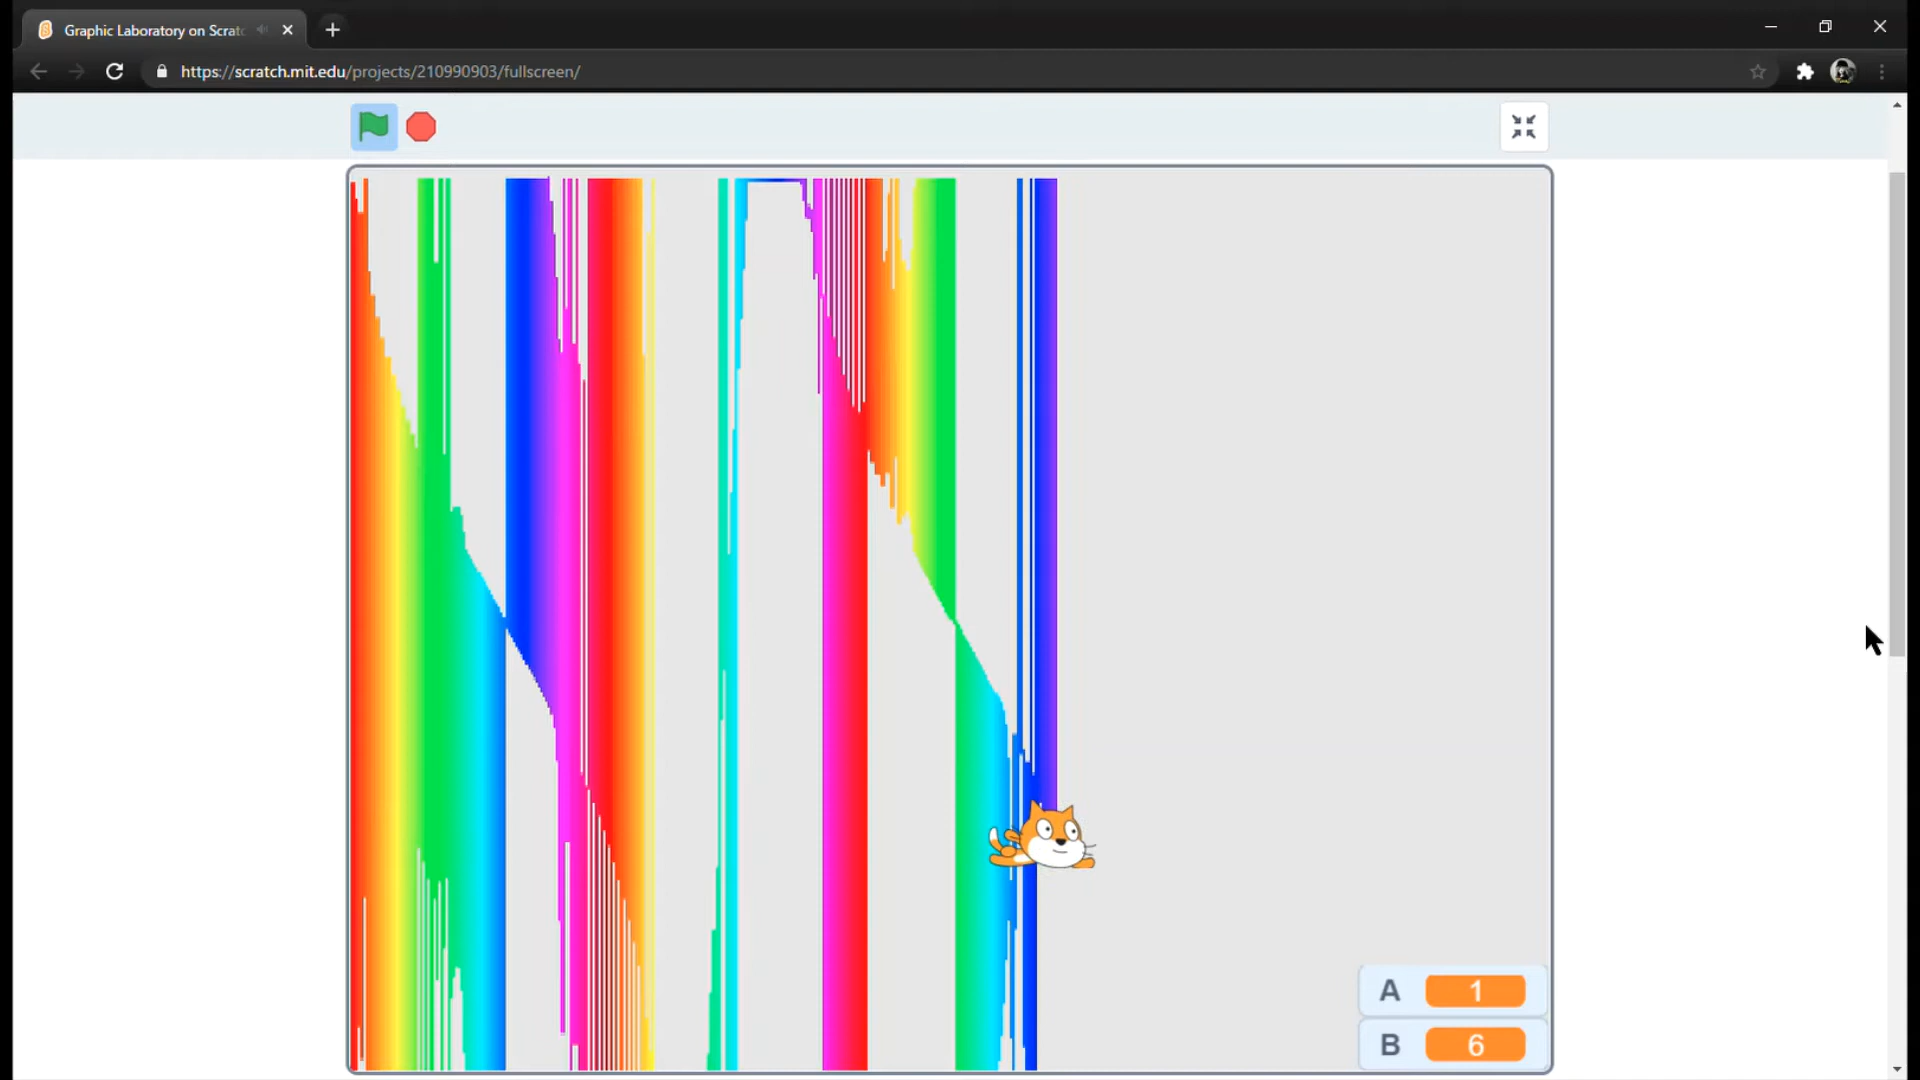 Graphic Laboratory on Scrat
https://scratch.mit.edu/projects/210990903/fullscreen/
A 1
B 6